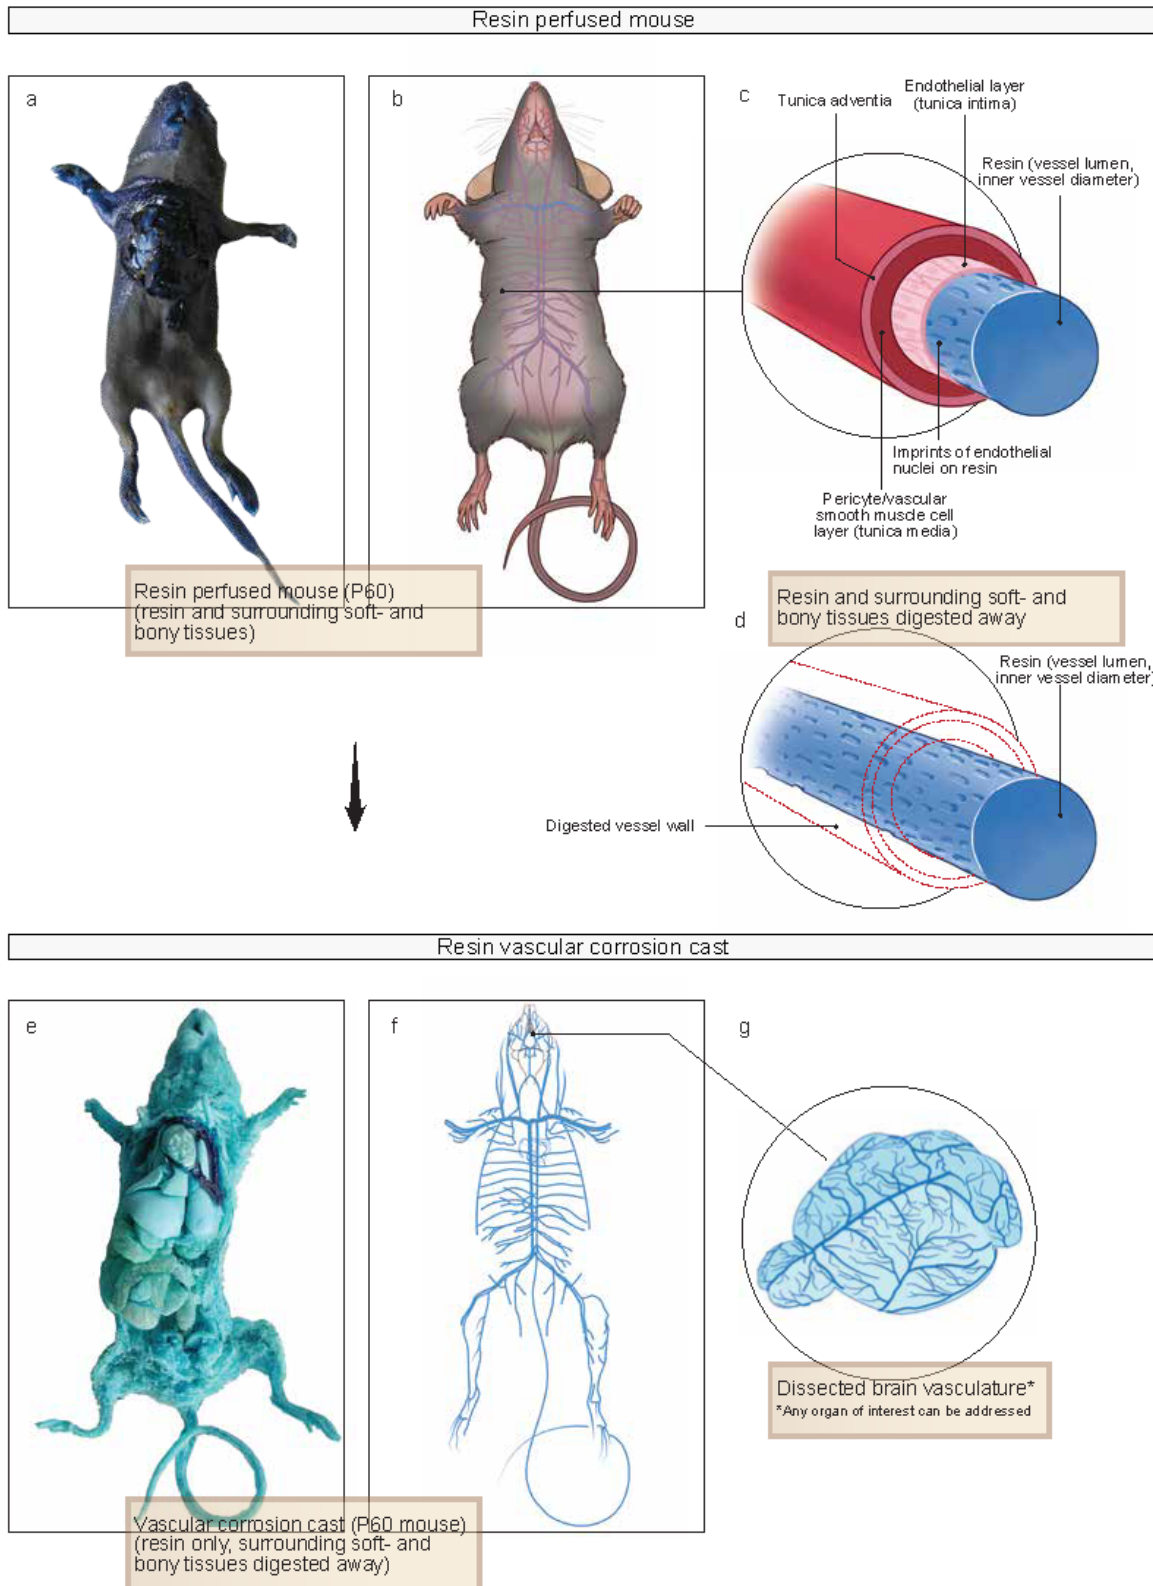 Resin perfused mouse
a
b
c
Tunica adventia
Endothelial layer
(tunica intima)
Resin (vessel lumen,
inner vessel diameter)
Imprints of endothelial
nuclei on resin
Pericyte/vascular
smooth muscle cell
layer (tunica media)
Resin perfused mouse (P60)
(resin and surrounding soft- and
bony tissues)
Resin and surrounding soft- and
bony tissues digested away
d
Resin (vessel lumen,
inner vessel diameter)
Digested vessel wall
Resin vascular corrosion cast
e
f
g
Dissected brain vasculature*
*Any organ of interest can be addressed
Vascular corrosion cast (P60 mouse)
(resin only, surrounding soft- and
bony tissues digested away)